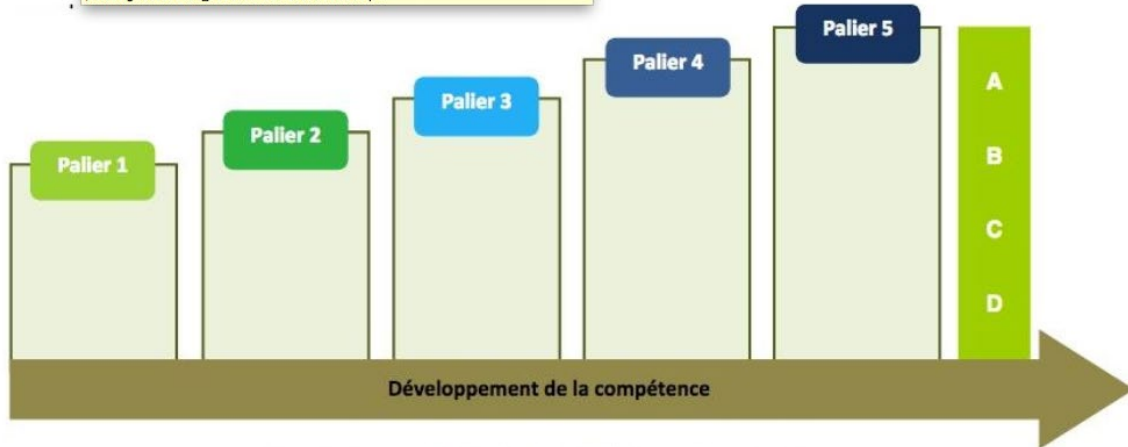 Palier 1
Palier 2
Palier 3
Palier 4
Palier 5
A
B
C
D
Développement de la compétence